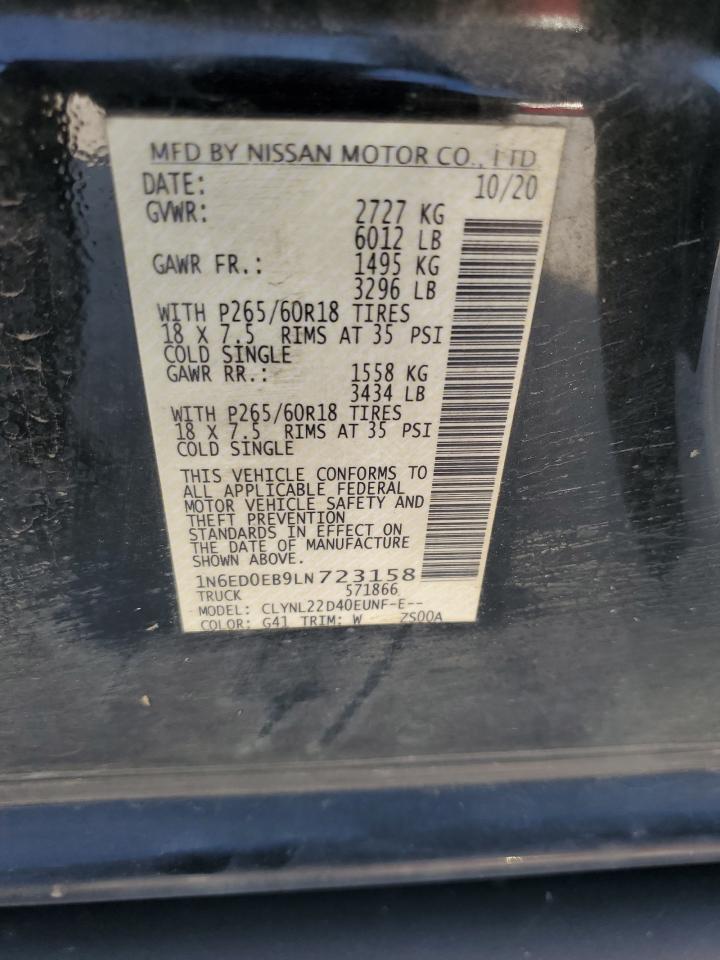 MFD BY NISSAN MOTOR CO., LTD
DATE: 10/20
GVWR: 2727 KG
6012 LB
GAWR FR.: 1495 KG
3296 LB
WITH P265/60R18 TIRES
18 X 7.5 RIMS AT 35 PSI
COLD SINGLE
GAWR RR.: 1558 KG
3434 LB
WITH P265/60R18 TIRES
18 X 7.5 RIMS AT 35 PSI
COLD SINGLE
THIS VEHICLE CONFORMS TO
ALL APPLICABLE FEDERAL
MOTOR VEHICLE SAFETY AND
THEFT PREVENTION
STANDARDS IN EFFECT ON
THE DATE OF MANUFACTURE
SHOWN ABOVE.
1N6ED0EB9LN723158
TRUCK 571866
MODEL: CLYNL22D40EUNF-E--
COLOR: G41 TRIM: W ZS00A